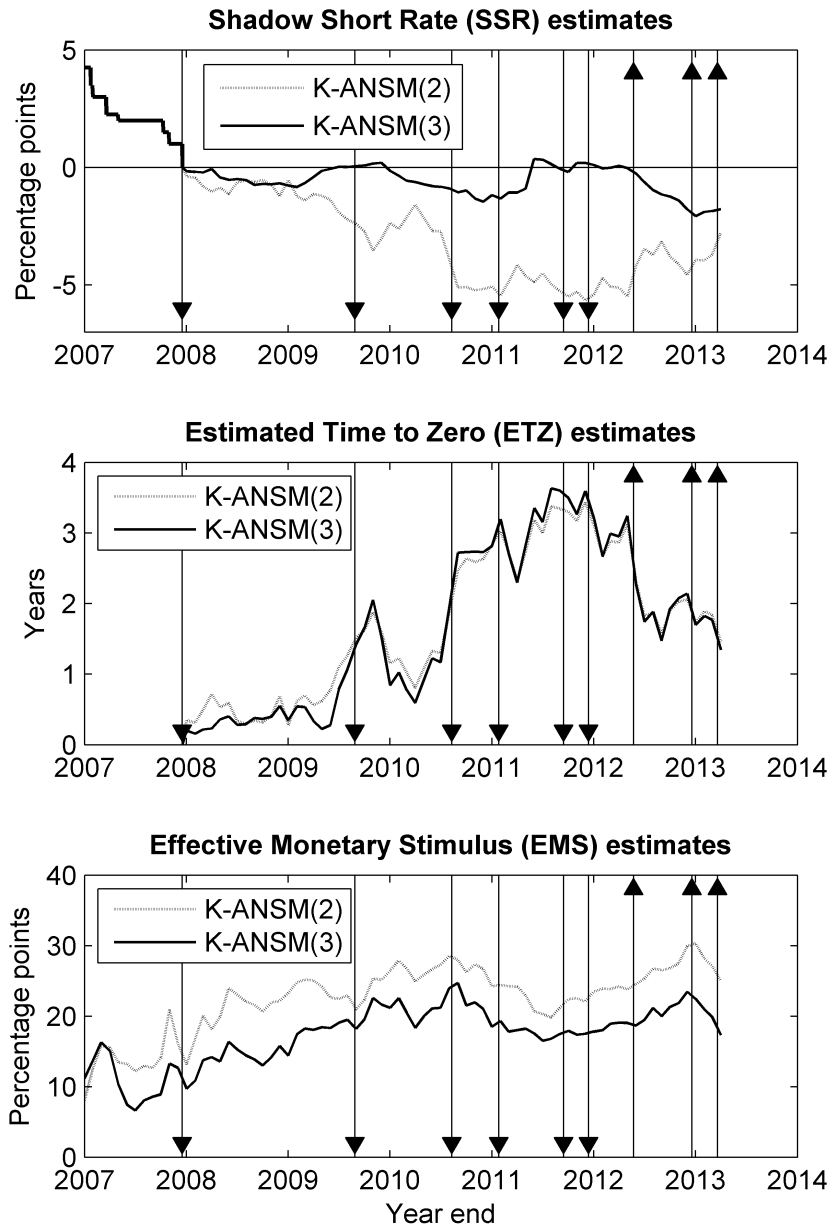 Shadow Short Rate (SSR) estimates
5
0
-5
Percentage points
K-ANSM(2)
K-ANSM(3)
2007 2008 2009 2010 2011 2012 2013 2014
Estimated Time to Zero (ETZ) estimates
4
3
2
1
0
Years
K-ANSM(2)
K-ANSM(3)
2007 2008 2009 2010 2011 2012 2013 2014
Effective Monetary Stimulus (EMS) estimates
40
30
20
10
0
Percentage points
K-ANSM(2)
K-ANSM(3)
2007 2008 2009 2010 2011 2012 2013 2014
Year end